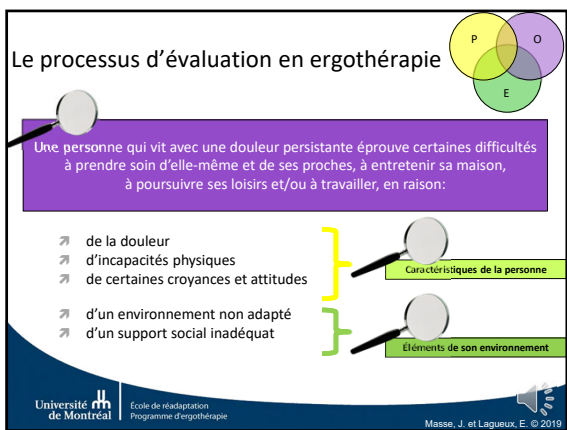 Le processus d'évaluation en ergothérapie
P
O
E
Une personne qui vit avec une douleur persistante éprouve certaines difficultés
à prendre soin d'elle-même et de ses proches, à entretenir sa maison,
à poursuivre ses loisirs et/ou à travailler, en raison:
de la douleur
d'incapacités physiques
de certaines croyances et attitudes
Caractéristiques de la personne
d'un environnement non adapté
d'un support social inadéquat
Éléments de son environnement
Université
de Montréal
École de réadaptation
Programme d'ergothérapie
Masse, J. et Lagueux, E. © 2019